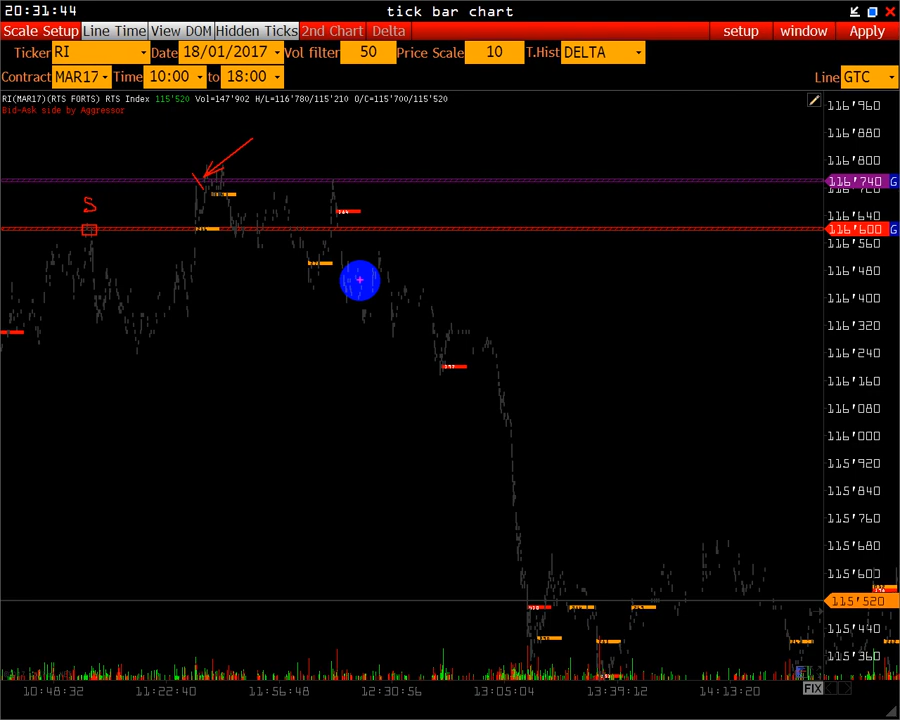 20:31:44 tick bar chart
Scale Setup Line Time View DOM Hidden Ticks 2nd Chart Delta setup window Apply
Ticker RI Date 18/01/2017 Vol filter 50 Price Scale 10 T.Hist DELTA
Contract MAR17 Time 10:00 to 18:00 Line GTC
RI(MAR17)(RTS FORTS) RTS Index 115'520 Vol=147'902 H/L=116'780/115'210 O/C=115'700/115'520
Bid-Ask side by Aggressor
116'960
116'880
116'800
116'740 G
116'720
S
116'640
116'600 G
116'560
116'480
116'400
116'320
116'240
116'160
116'080
116'000
115'920
115'840
115'760
115'680
115'600
115'520
115'440
115'360
10:48:32 11:22:40 11:56:48 12:30:56 13:05:04 13:39:12 14:13:20 FIX